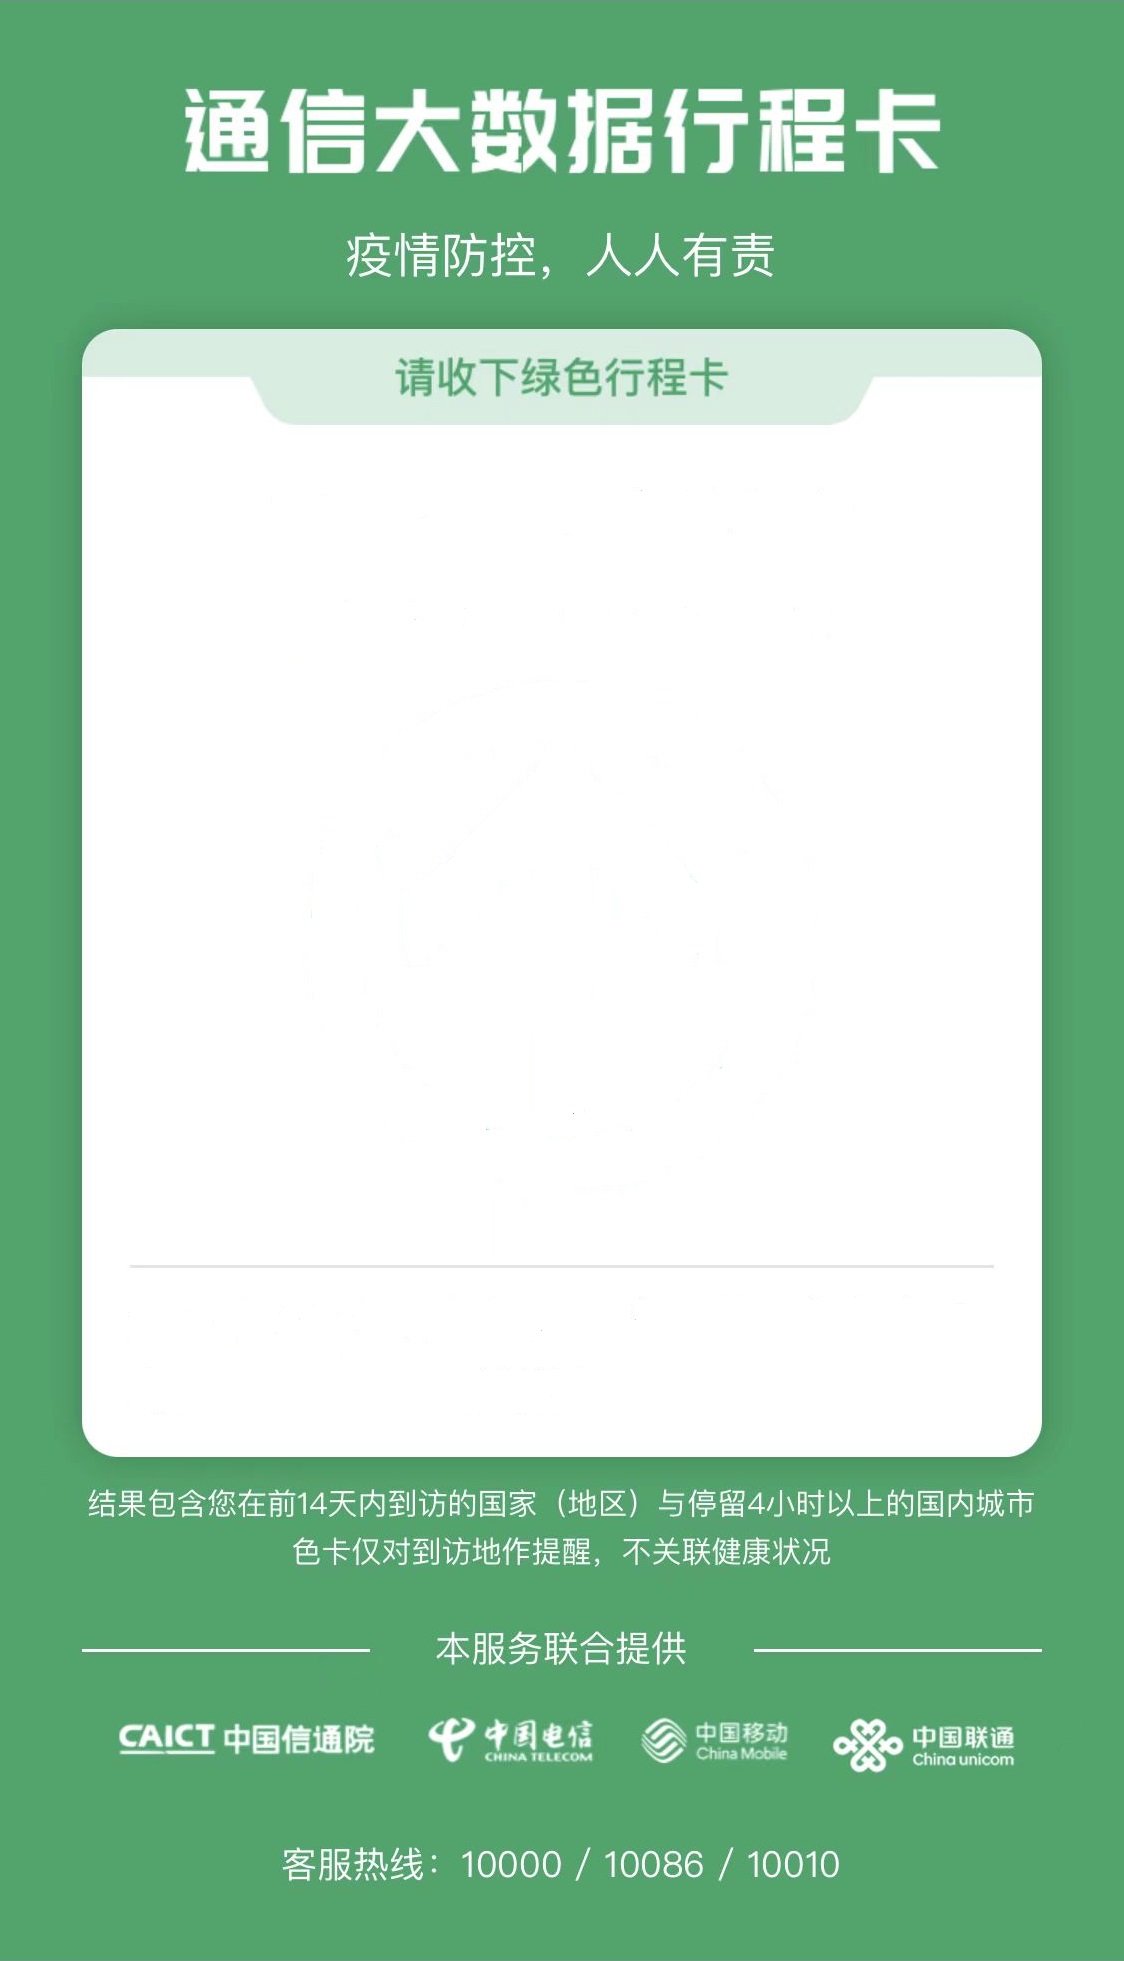 通信大数据行程卡
疫情防控，人人有责
请收下绿色行程卡
结果包含您在前14天内到访的国家（地区）与停留4小时以上的国内城市
色卡仅对到访地作提醒，不关联健康状况
本服务联合提供
CAICT 中国信通院 中国电信 CHINA TELECOM 中国移动 China Mobile 中国联通 China unicom
客服热线：10000 / 10086 / 10010